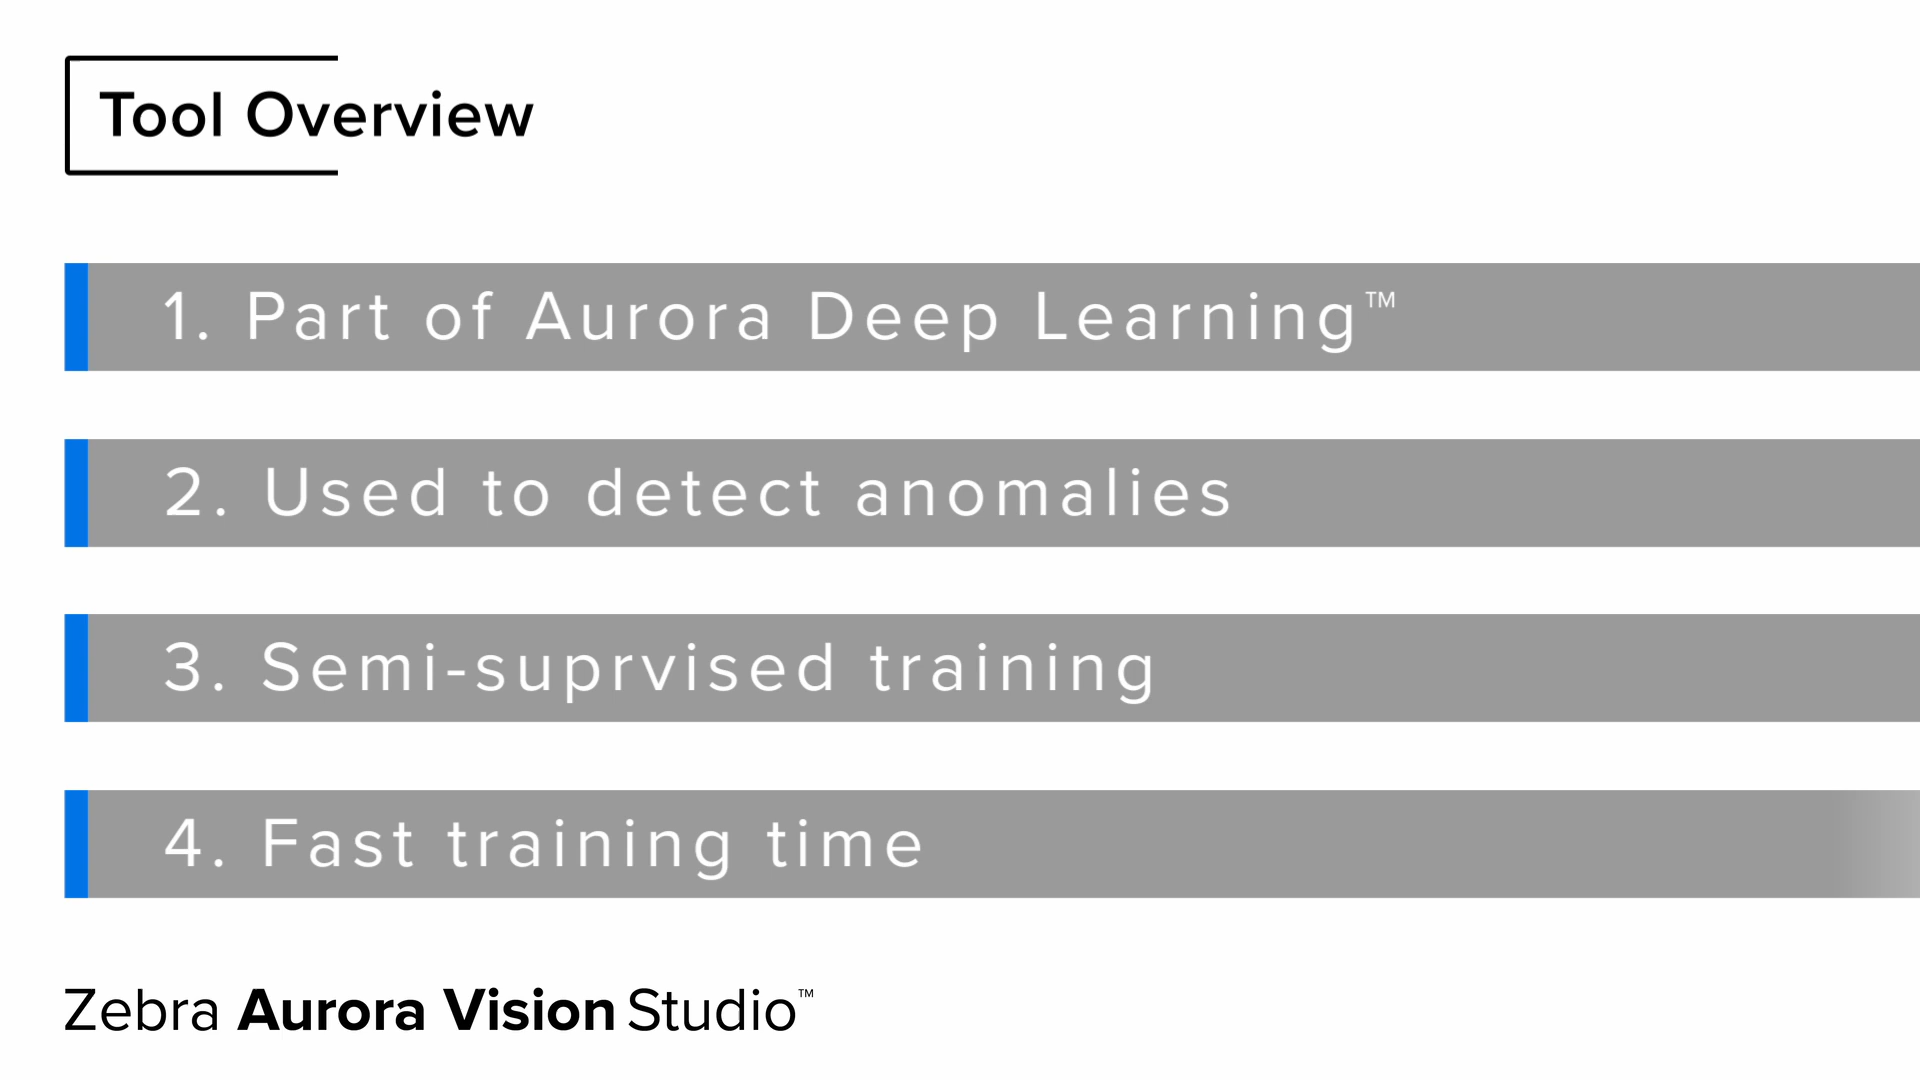 Tool Overview
1. Part of Aurora Deep Learning™
2. Used to detect anomalies
3. Semi-suprvised training
4. Fast training time
Zebra Aurora Vision Studio™